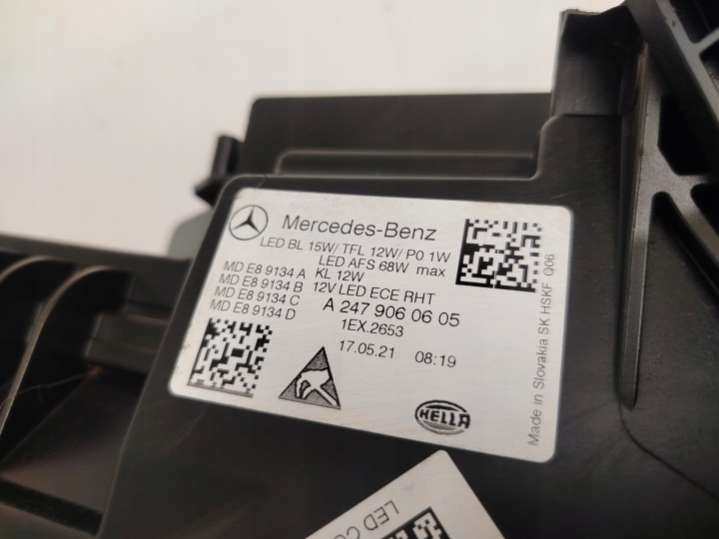 Mercedes-Benz
LED BL 15W/ TFL 12W/ PO 1W
LED AFS 68W max
KL 12W
12V LED ECE RHT
MD E8 9134 A
MD E8 9134 B
MD E8 9134 C
MD E8 9134 D
A 247 906 06 05
1EX.2653
17.05.21 08:19
HELLA
Made in Slovakia SK HSKF Q06
LED